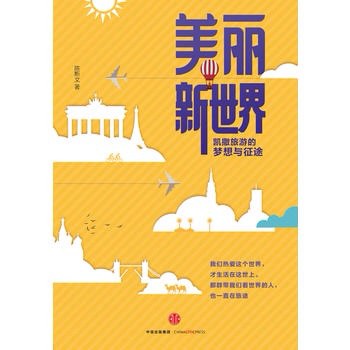 美丽
新世界
凯撒旅游的
梦想与征途
陈新文 著
我们热爱这个世界，
才生活在这世上。
那群带我们看世界的人，
也一直在旅途
中信出版集团·CHINACITICPRESS